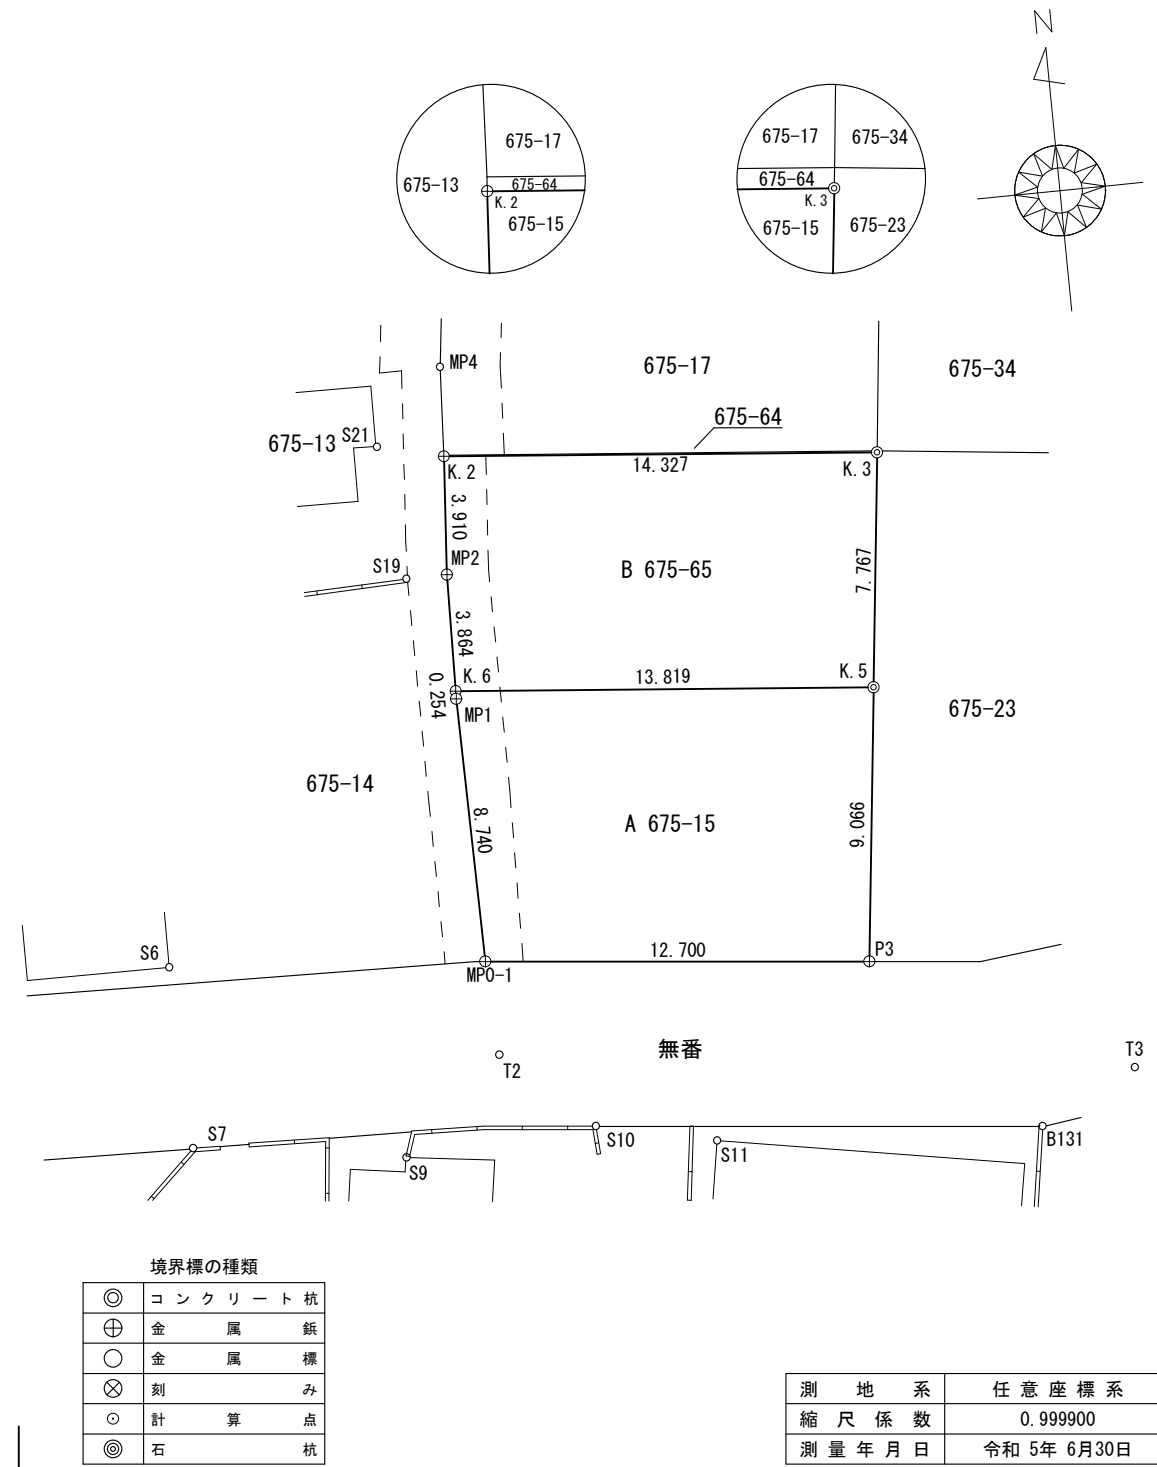 N
675-17
675-13
675-64
K.2
675-15
675-17
675-34
675-64
K.3
675-15
675-23
MP4
675-17
675-34
675-64
675-13
S21
K.2
14.327
K.3
3.910
MP2
S19
B 675-65
7.767
3.864
K.6
13.819
K.5
0.254
MP1
675-23
675-14
8.740
A 675-15
9.066
S6
12.700
P3
MP0-1
無番
T2
T3
S7
S10
S9
S11
B131
境界標の種類
コンクリート杭
金属鋲
金属標
刻み
計算点
石杭
測地系 任意座標系
縮尺係数 0.999900
測量年月日 令和 5年 6月30日